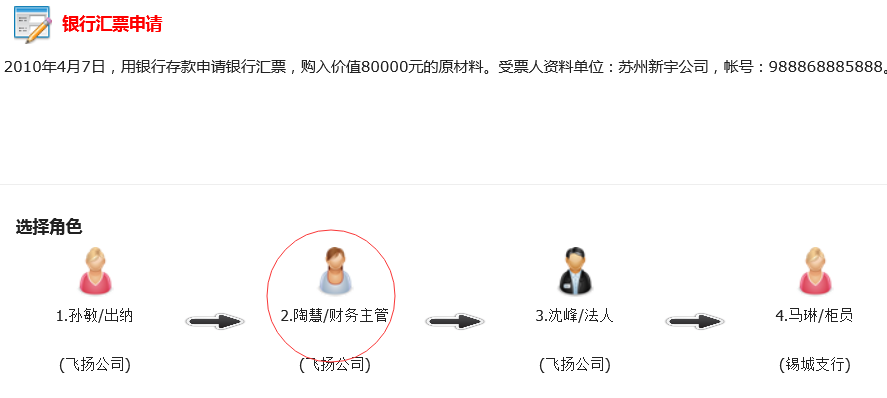 银行汇票申请
2010年4月7日，用银行存款申请银行汇票，购入价值80000元的原材料。受票人资料单位：苏州新宇公司，帐号：988868885888。
选择角色
1.孙敏/出纳
2.陶慧/财务主管
3.沈峰/法人
4.马琳/柜员
(飞扬公司)
(飞扬公司)
(飞扬公司)
(锡城支行)